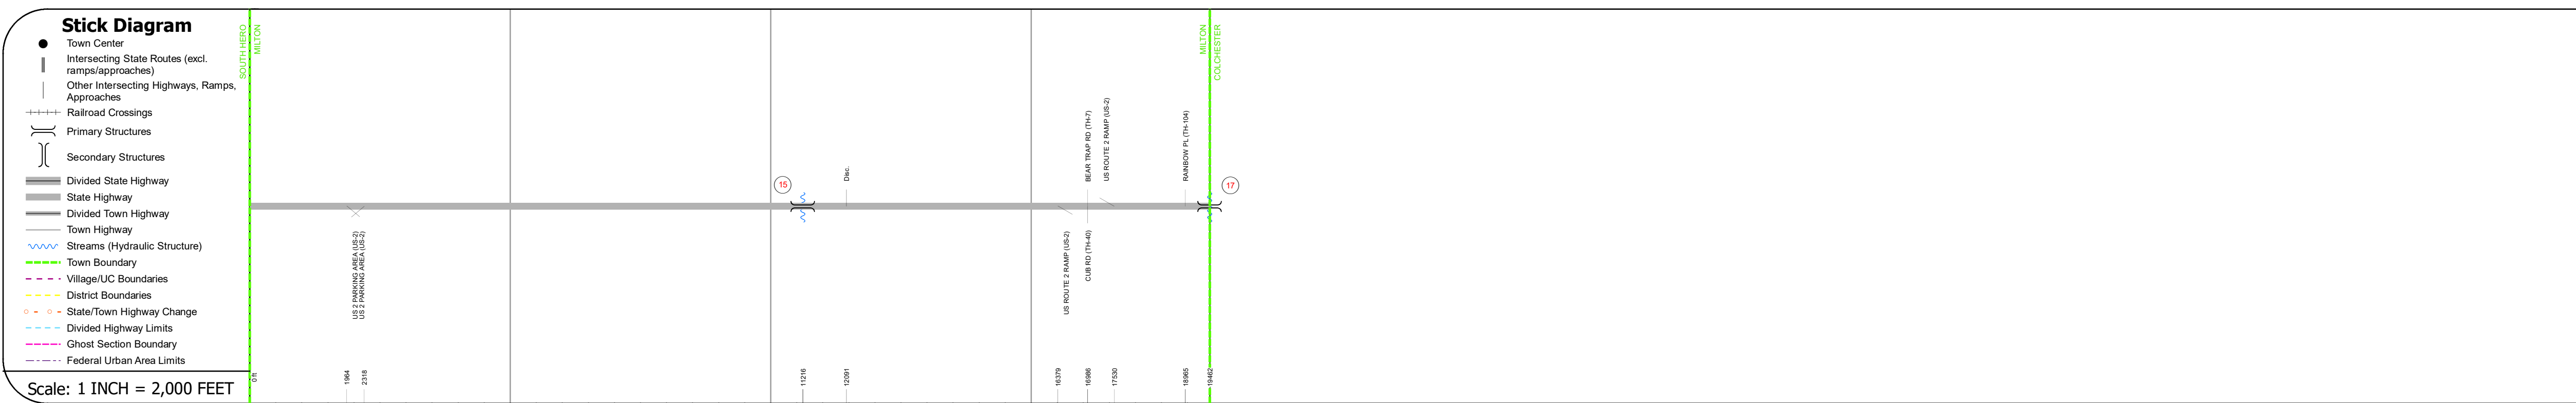 Stick Diagram
Town Center
Intersecting State Routes (excl.
ramps/approaches)
Other Intersecting Highways, Ramps,
Approaches
Railroad Crossings
Primary Structures
Secondary Structures
Divided State Highway
State Highway
Divided Town Highway
Town Highway
Streams (Hydraulic Structure)
Town Boundary
Village/UC Boundaries
District Boundaries
State/Town Highway Change
Divided Highway Limits
Ghost Section Boundary
Federal Urban Area Limits
Scale: 1 INCH = 2,000 FEET
SOUTH HERO
MILTON
MILTON
COLCHESTER
15
Disc.
BEAR TRAP RD (TH-7)
US ROUTE 2 RAMP (US-2)
RAINBOW PL (TH-104)
17
US 2 PARKING AREA (US-2)
US 2 PARKING AREA (US-2)
US ROUTE 2 RAMP (US-2)
CUB RD (TH-40)
0 ft
1964
2318
11216
12091
16379
16986
17530
18965
19462